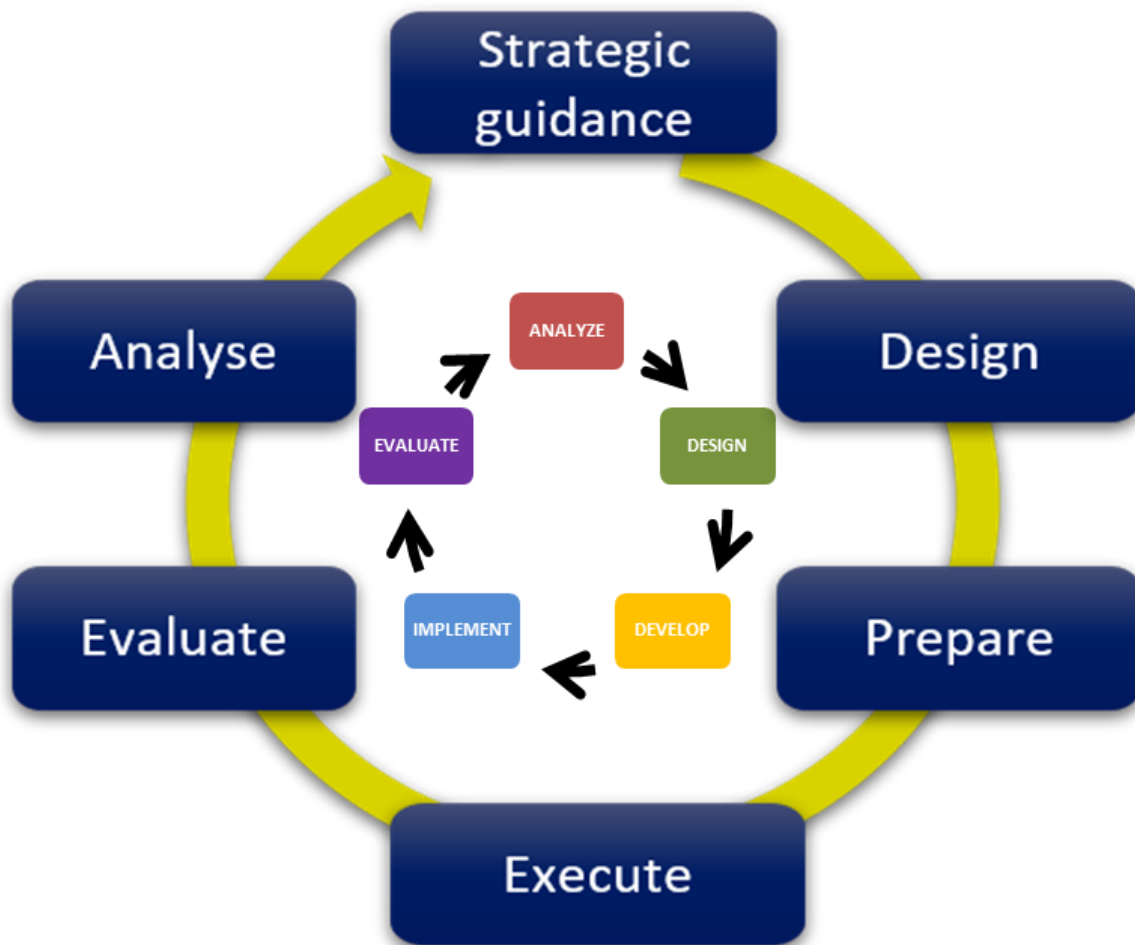 Strategic
guidance
Analyse
Design
ANALYZE
EVALUATE
DESIGN
Evaluate
IMPLEMENT
DEVELOP
Prepare
Execute